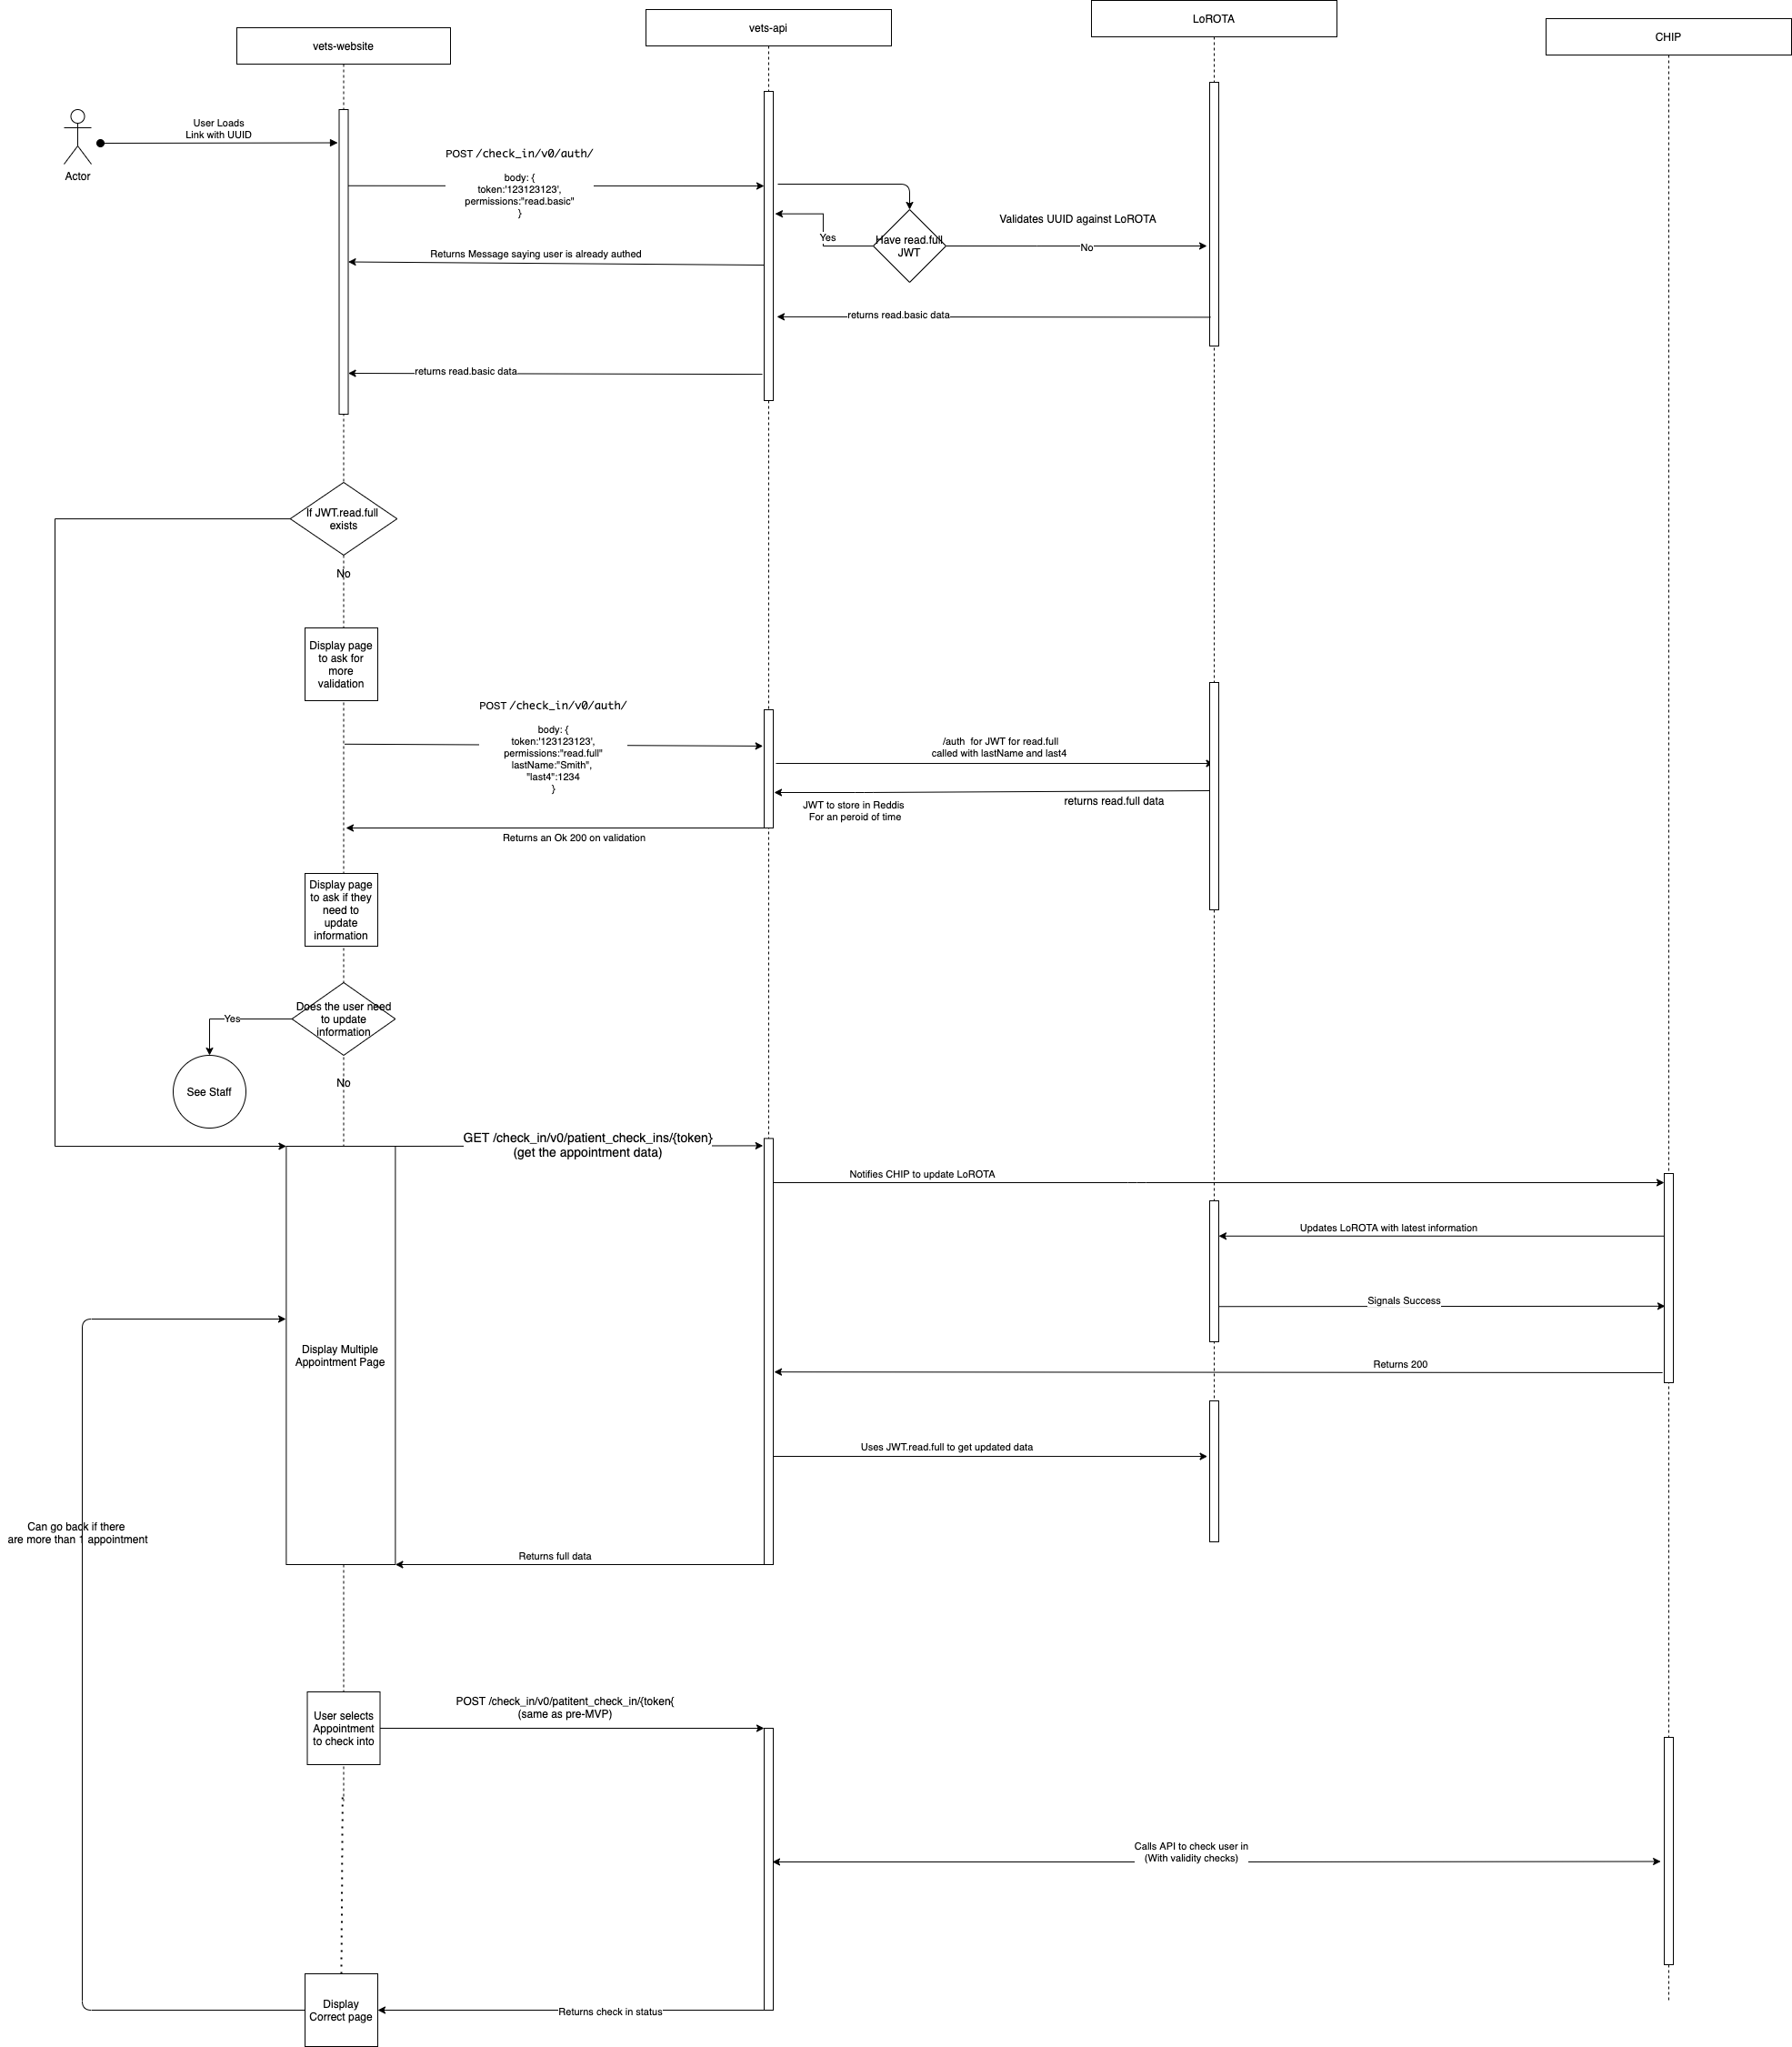 vets-website
vets-api
LoROTA
CHIP
Actor
User Loads
Link with UUID
POST /check_in/v0/auth/
body: {
token:'123123123',
permissions:"read.basic"
}
Validates UUID against LoROTA
Yes
Have read.full
JWT
No
Returns Message saying user is already authed
returns read.basic data
returns read.basic data
If JWT.read.full
exists
No
Display page
to ask for
more
validation
POST /check_in/v0/auth/
body: {
token:'123123123',
permissions:"read.full"
lastName:"Smith",
"last4":1234
}
/auth for JWT for read.full
called with lastName and last4
returns read.full data
JWT to store in Reddis
For an peroid of time
Returns an Ok 200 on validation
Display page
to ask if they
need to
update
information
Does the user need
to update
information
Yes
See Staff
No
GET /check_in/v0/patient_check_ins/{token}
(get the appointment data)
Notifies CHIP to update LoROTA
Updates LoROTA with latest information
Signals Success
Display Multiple
Appointment Page
Returns 200
Uses JWT.read.full to get updated data
Can go back if there
are more than 1 appointment
Returns full data
User selects
Appointment
to check into
POST /check_in/v0/patitent_check_in/{token{
(same as pre-MVP)
Calls API to check user in
(With validity checks)
Display
Correct page
Returns check in status